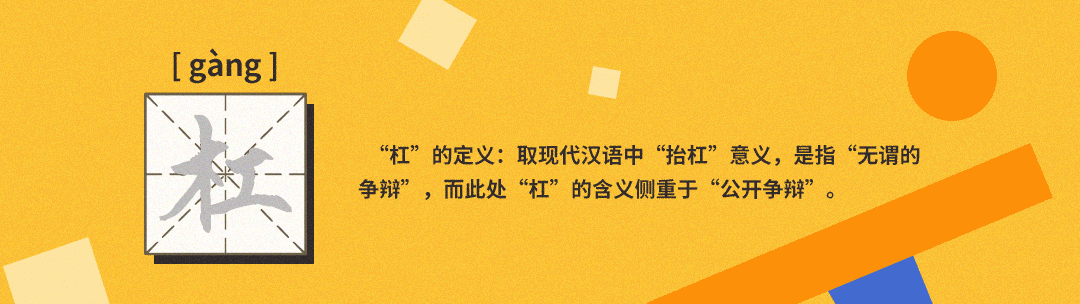 [ gàng ]
杠
“杠”的定义：取现代汉语中“抬杠”意义，是指“无谓的
争辩”，而此处“杠”的含义侧重于“公开争辩”。